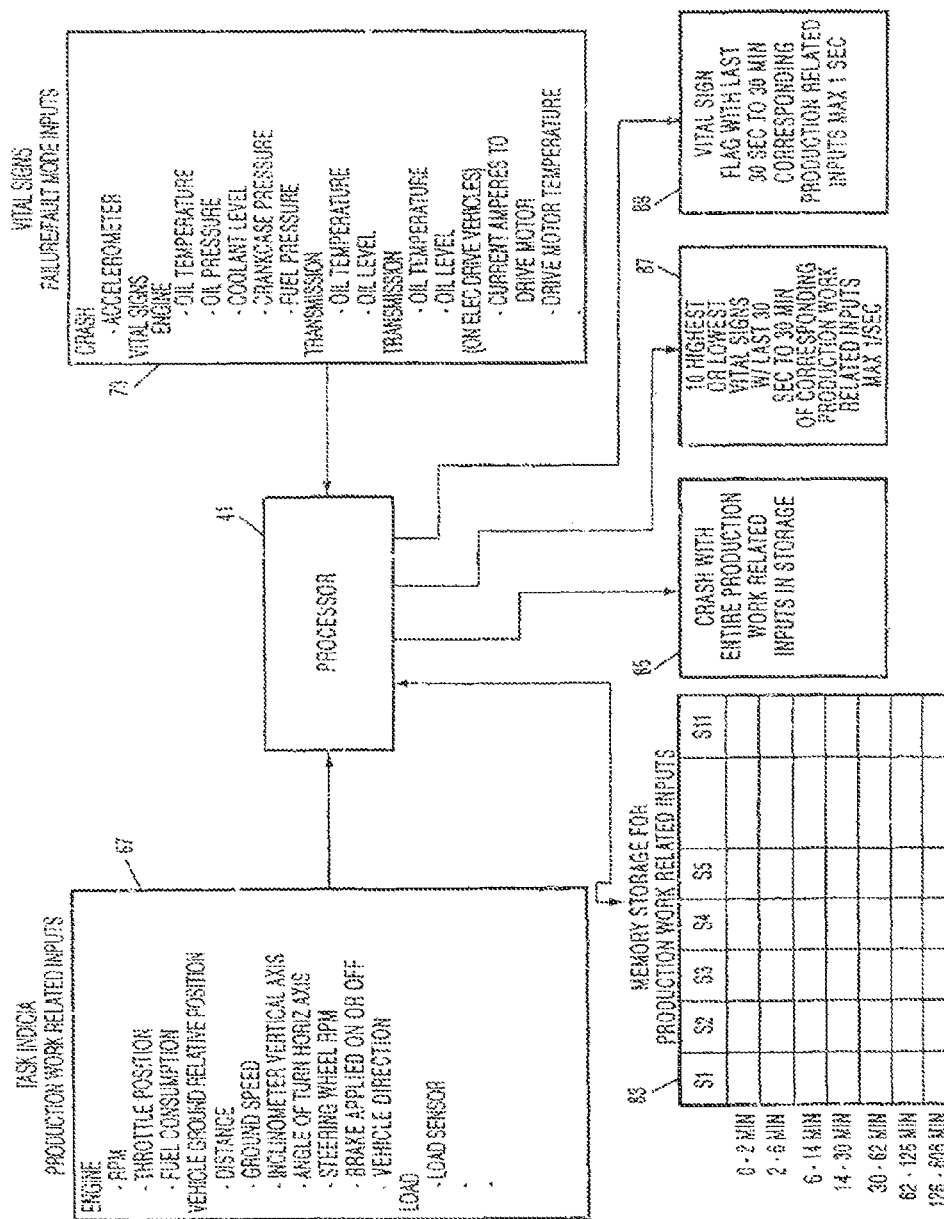 TASK INDICIA
PRODUCTION WORK RELATED INPUTS
67
ENGINE
· RPM
· THROTTLE POSITION
· FUEL CONSUMPTION
VEHICLE GROUND RELATIVE POSITION
· DISTANCE
· GROUND SPEED
· INCLINOMETER VERTICAL AXIS
· ANGLE OF TURN HORIZ AXIS
· STEERING WHEEL RPM
· BRAKE APPLIED ON OR OFF
· VEHICLE DIRECTION
LOAD
· LOAD SENSOR
·
·
41
PROCESSOR
VITAL SIGNS
FAILURE/FAULT MODE INPUTS
73
CRASH
· ACCELEROMETER
VITAL SIGNS
ENGINE
· OIL TEMPERATURE
· OIL PRESSURE
· COOLANT LEVEL
· CRANKCASE PRESSURE
· FUEL PRESSURE
TRANSMISSION
· OIL TEMPERATURE
· OIL LEVEL
TRANSMISSION
· OIL TEMPERATURE
· OIL LEVEL
(ON ELEC DRIVE VEHICLES)
· CURRENT AMPERES TO
DRIVE MOTOR
· DRIVE MOTOR TEMPERATURE
·
MEMORY STORAGE FOR
PRODUCTION WORK RELATED INPUTS
83
S1 S2 S3 S4 S5 S11
0 - 2 MIN
2 - 6 MIN
6 - 14 MIN
14 - 30 MIN
30 - 62 MIN
62 - 126 MIN
126 - 606 MIN
85
CRASH WITH
ENTIRE PRODUCTION
WORK RELATED
INPUTS IN STORAGE
87
10 HIGHEST
OR LOWEST
VITAL SIGNS
W/ LAST 30
SEC TO 30 MIN
OF CORRESPONDING
PRODUCTION WORK
RELATED INPUTS
MAX 1/SEC
VITAL SIGN
FLAG WITH LAST
30 SEC TO 30 MIN
CORRESPONDING
PRODUCTION RELATED
INPUTS MAX 1 SEC